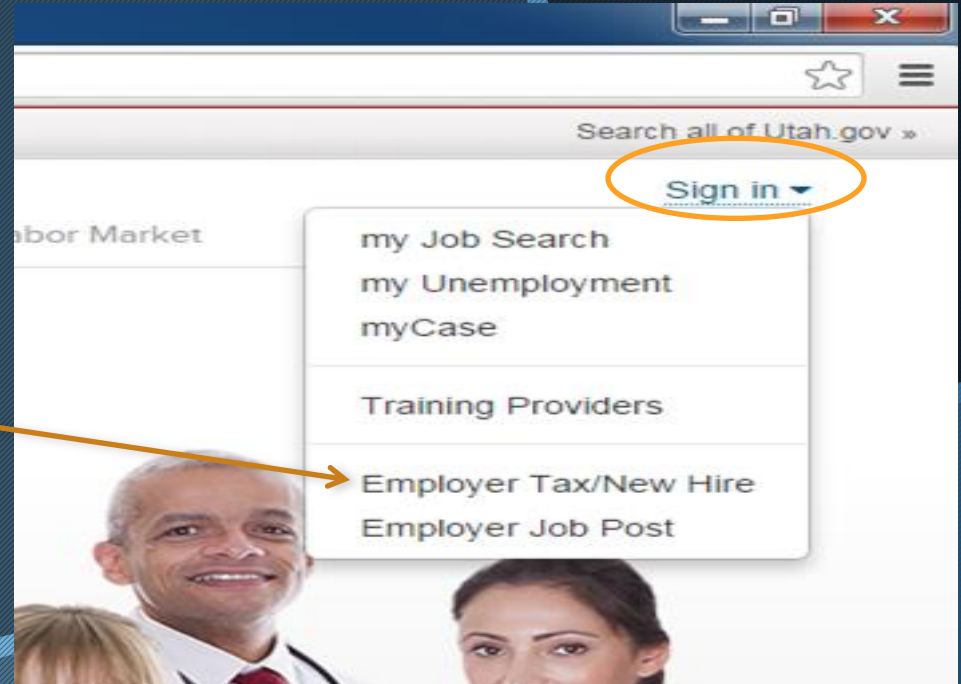 Search all of Utah.gov »
Sign in
abor Market
my Job Search
my Unemployment
myCase
Training Providers
Employer Tax/New Hire
Employer Job Post